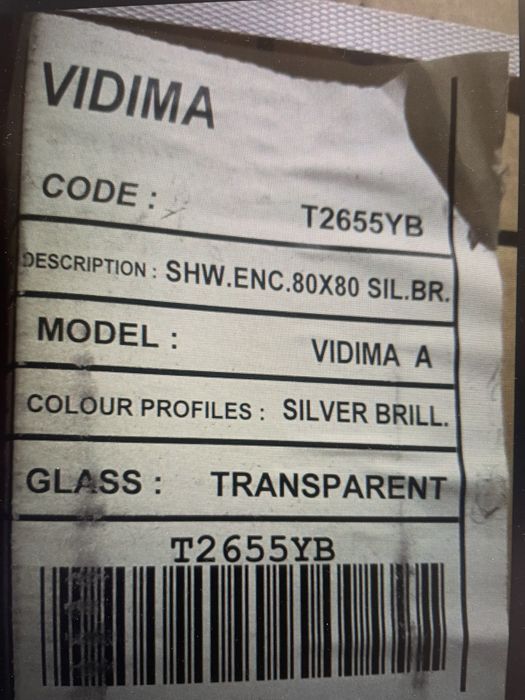 VIDIMA
CODE : T2655YB
DESCRIPTION : SHW.ENC.80X80 SIL.BR.
MODEL : VIDIMA A
COLOUR PROFILES : SILVER BRILL.
GLASS : TRANSPARENT
T2655YB